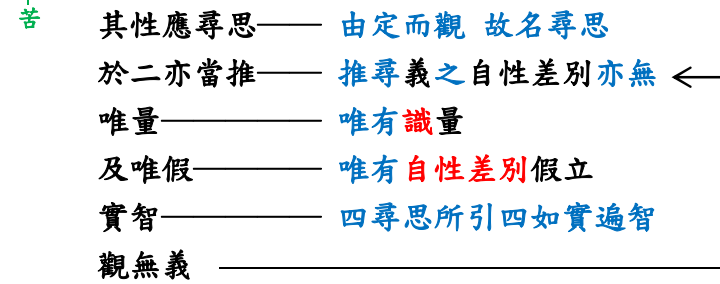 苦
其性應尋思 由定而觀 故名尋思
於二亦當推 推尋義之自性差別亦無
唯量 唯有識量
及唯假 唯有自性差別假立
實智 四尋思所引四如實遍智
觀無義